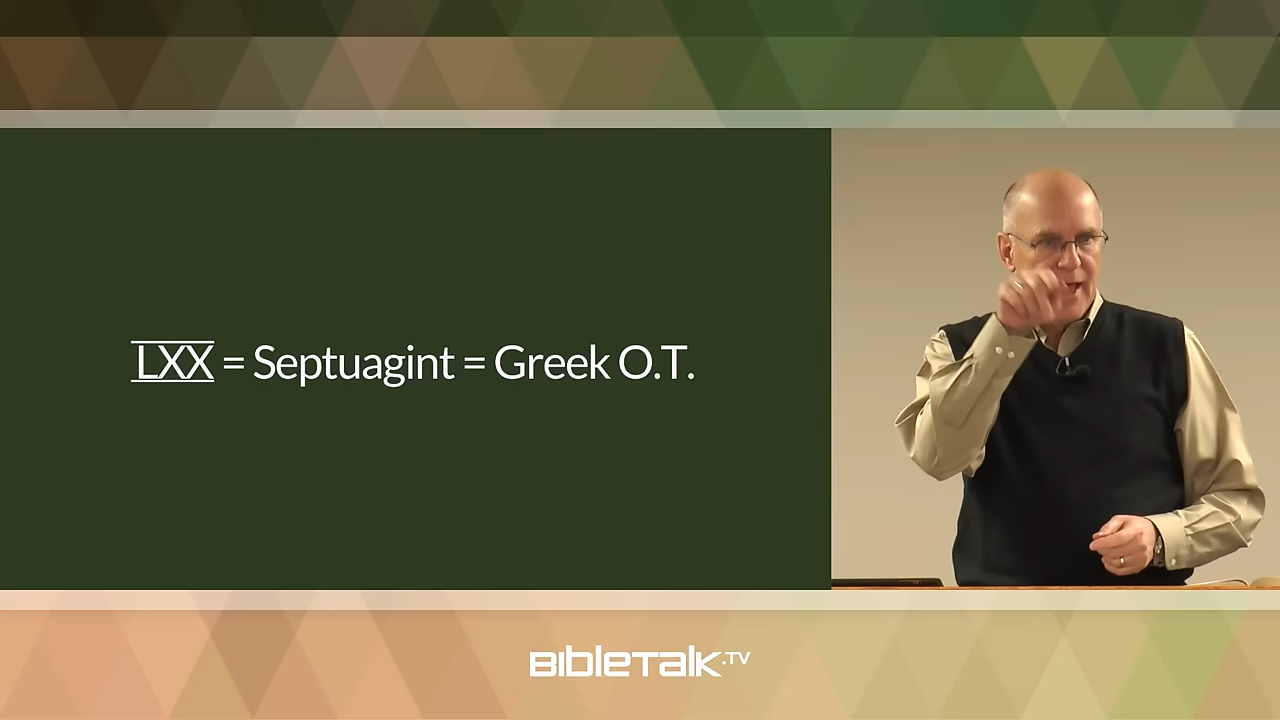 LXX = Septuagint = Greek O.T.
BIBLETALK.TV